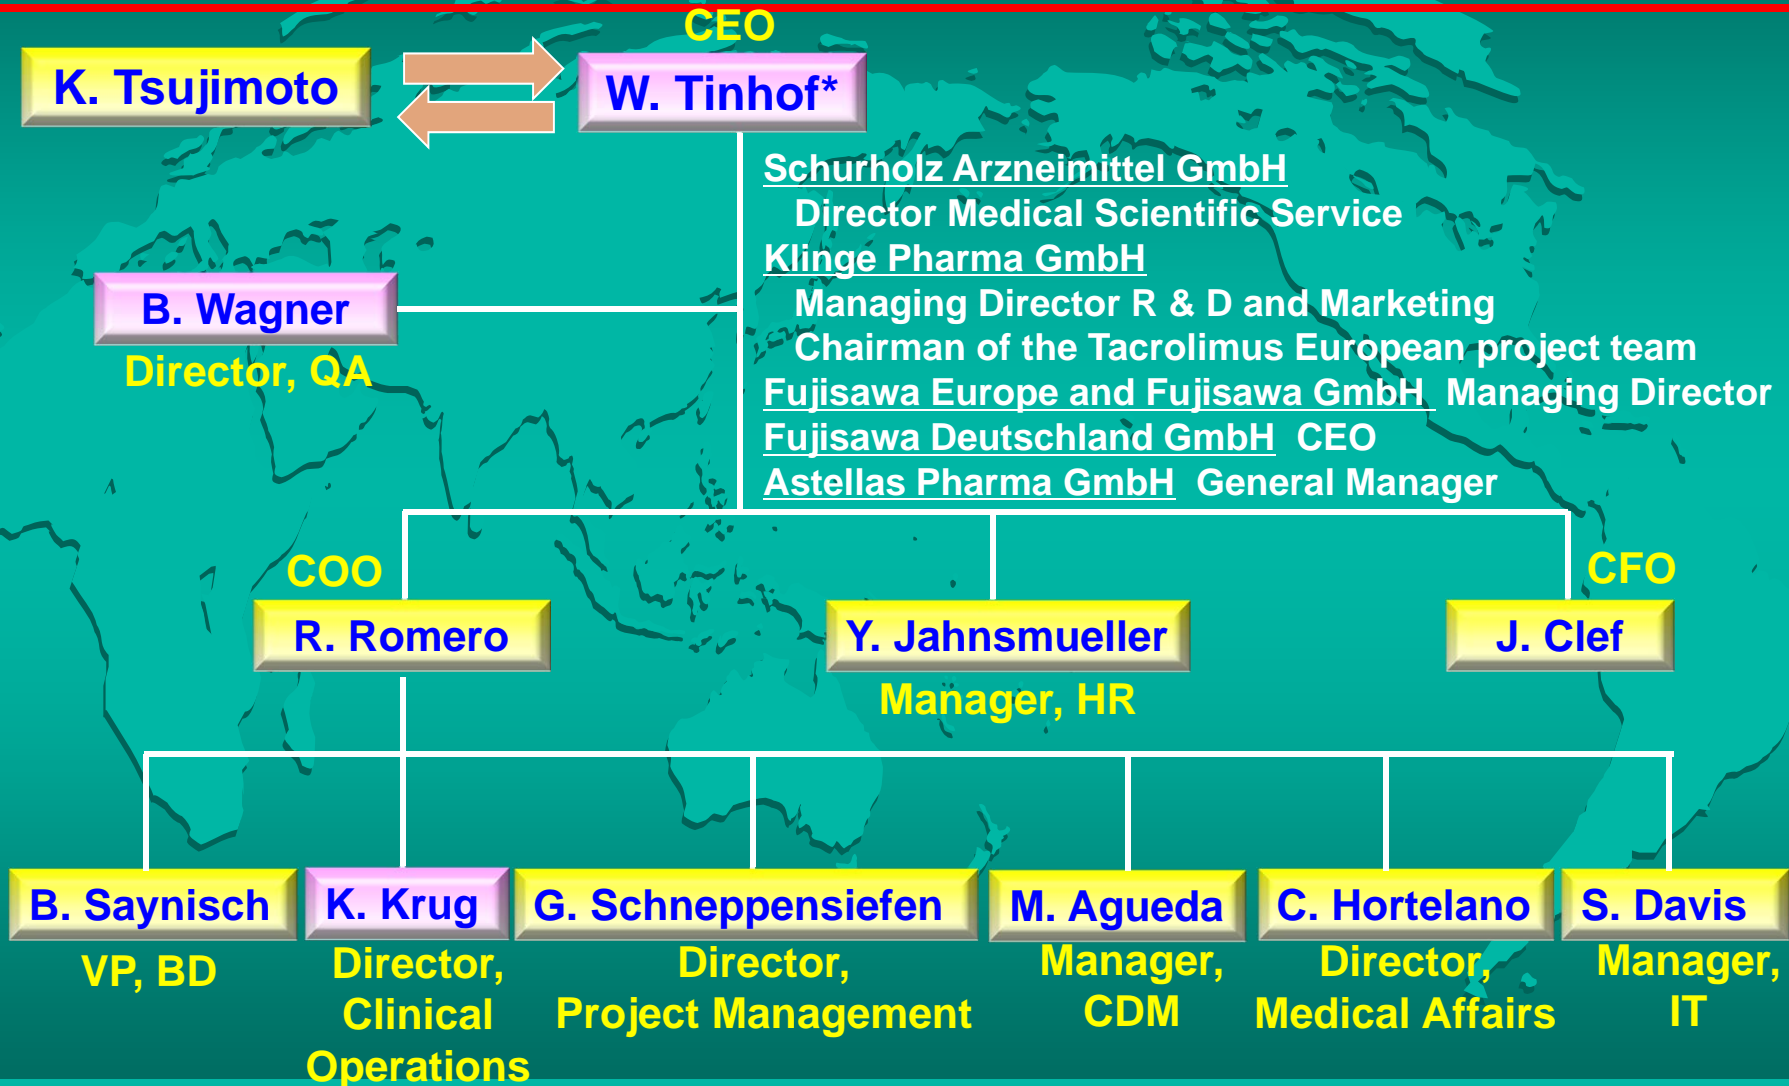 CEO
K. Tsujimoto
W. Tinhof*
Schurholz Arzneimittel GmbH
Director Medical Scientific Service
Klinge Pharma GmbH
Managing Director R & D and Marketing
Chairman of the Tacrolimus European project team
Fujisawa Europe and Fujisawa GmbH Managing Director
Fujisawa Deutschland GmbH CEO
Astellas Pharma GmbH General Manager
B. Wagner
Director, QA
COO
R. Romero
Y. Jahnsmueller
Manager, HR
CFO
J. Clef
B. Saynisch
VP, BD
K. Krug
Director,
Clinical
Operations
G. Schneppensiefen
Director,
Project Management
M. Agueda
Manager,
CDM
C. Hortelano
Director,
Medical Affairs
S. Davis
Manager,
IT